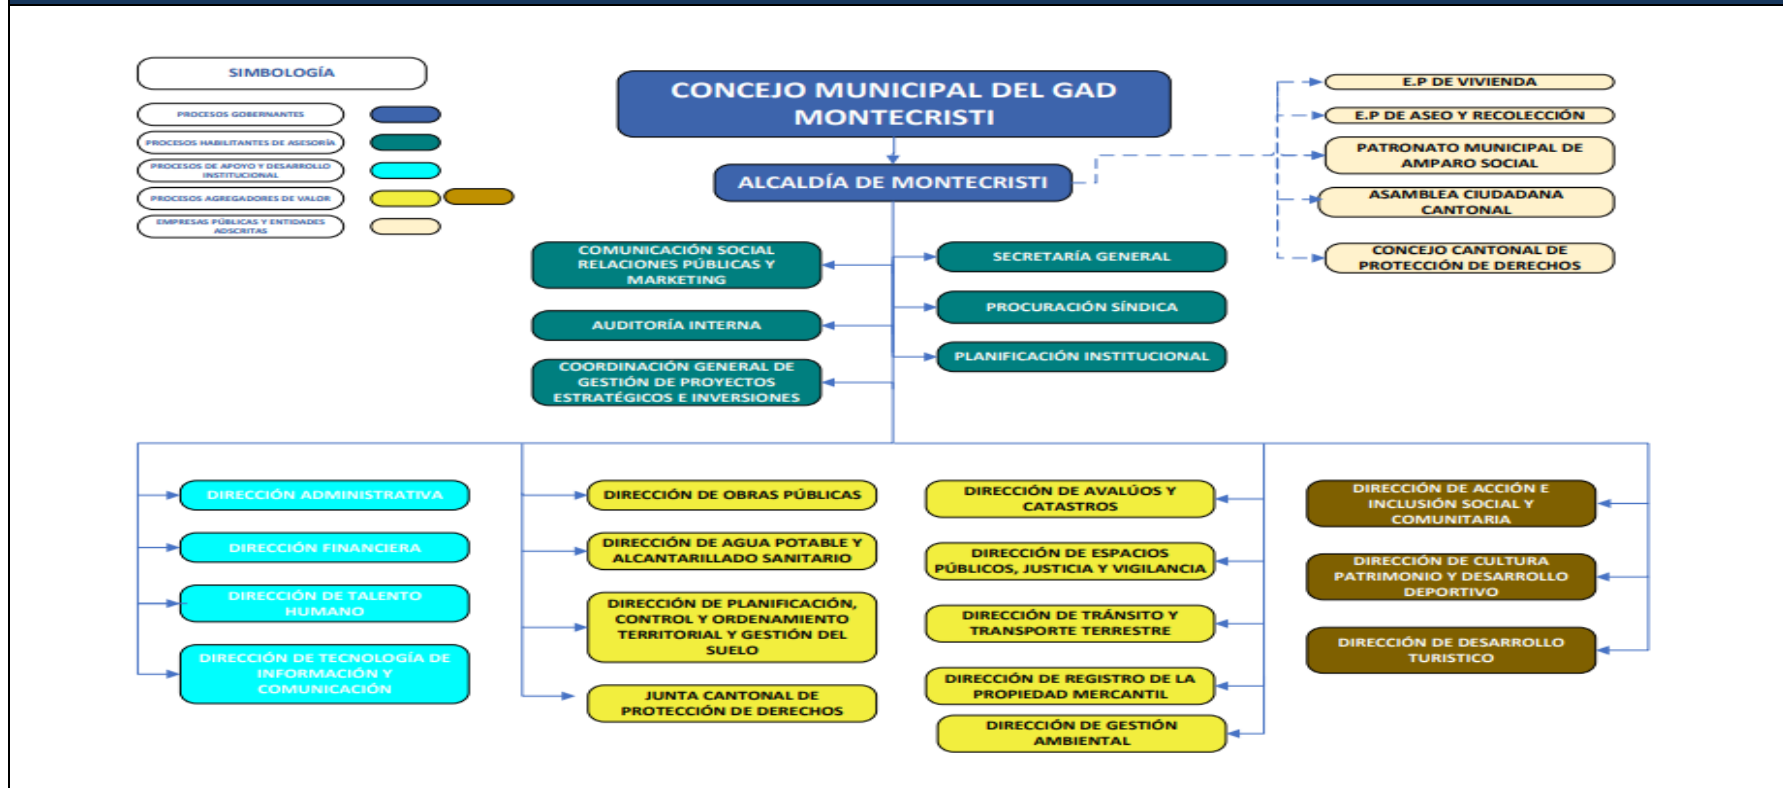 SIMBOLOGÍA
PROCESOS GOBERNANTES
PROCESOS HABILITANTES DE ASESORÍA
PROCESOS DE APOYO Y DESARROLLO
INSTITUCIONAL
PROCESOS AGREGADORES DE VALOR
EMPRESAS PÚBLICAS Y ENTIDADES
ADSCRITAS
CONCEJO MUNICIPAL DEL GAD
MONTECRISTI
ALCALDÍA DE MONTECRISTI
E.P DE VIVIENDA
E.P DE ASEO Y RECOLECCIÓN
PATRONATO MUNICIPAL DE
AMPARO SOCIAL
ASAMBLEA CIUDADANA
CANTONAL
CONCEJO CANTONAL DE
PROTECCIÓN DE DERECHOS
COMUNICACIÓN SOCIAL
RELACIONES PÚBLICAS Y
MARKETING
AUDITORÍA INTERNA
COORDINACIÓN GENERAL DE
GESTIÓN DE PROYECTOS
ESTRATÉGICOS E INVERSIONES
SECRETARÍA GENERAL
PROCURACIÓN SÍNDICA
PLANIFICACIÓN INSTITUCIONAL
DIRECCIÓN ADMINISTRATIVA
DIRECCIÓN FINANCIERA
DIRECCIÓN DE TALENTO
HUMANO
DIRECCIÓN DE TECNOLOGÍA DE
INFORMACIÓN Y
COMUNICACIÓN
DIRECCIÓN DE OBRAS PÚBLICAS
DIRECCIÓN DE AGUA POTABLE Y
ALCANTARILLADO SANITARIO
DIRECCIÓN DE PLANIFICACIÓN,
CONTROL Y ORDENAMIENTO
TERRITORIAL Y GESTIÓN DEL
SUELO
JUNTA CANTONAL DE
PROTECCIÓN DE DERECHOS
DIRECCIÓN DE AVALÚOS Y
CATASTROS
DIRECCIÓN DE ESPACIOS
PÚBLICOS, JUSTICIA Y VIGILANCIA
DIRECCIÓN DE TRÁNSITO Y
TRANSPORTE TERRESTRE
DIRECCIÓN DE REGISTRO DE LA
PROPIEDAD MERCANTIL
DIRECCIÓN DE GESTIÓN
AMBIENTAL
DIRECCIÓN DE ACCIÓN E
INCLUSIÓN SOCIAL Y
COMUNITARIA
DIRECCIÓN DE CULTURA
PATRIMONIO Y DESARROLLO
DEPORTIVO
DIRECCIÓN DE DESARROLLO
TURISTICO